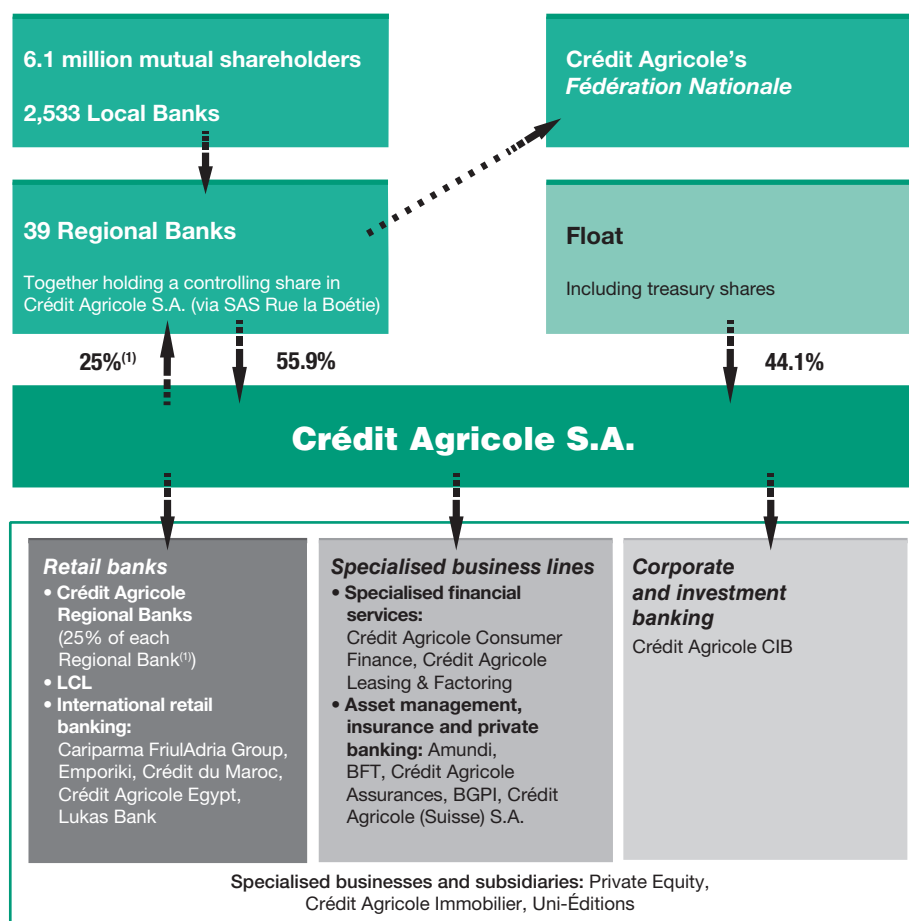 6.1 million mutual shareholders
2,533 Local Banks
Crédit Agricole's
Fédération Nationale
39 Regional Banks
Together holding a controlling share in
Crédit Agricole S.A. (via SAS Rue la Boétie)
Float
Including treasury shares
25%(1)
55.9%
44.1%
Crédit Agricole S.A.
Retail banks
• Crédit Agricole
Regional Banks
(25% of each
Regional Bank(1))
• LCL
• International retail
banking:
Cariparma FriulAdria Group,
Emporiki, Crédit du Maroc,
Crédit Agricole Egypt,
Lukas Bank
Specialised business lines
• Specialised financial
services:
Crédit Agricole Consumer
Finance, Crédit Agricole
Leasing & Factoring
• Asset management,
insurance and private
banking: Amundi,
BFT, Crédit Agricole
Assurances, BGPI, Crédit
Agricole (Suisse) S.A.
Corporate
and investment
banking
Crédit Agricole CIB
Specialised businesses and subsidiaries: Private Equity,
Crédit Agricole Immobilier, Uni-Éditions